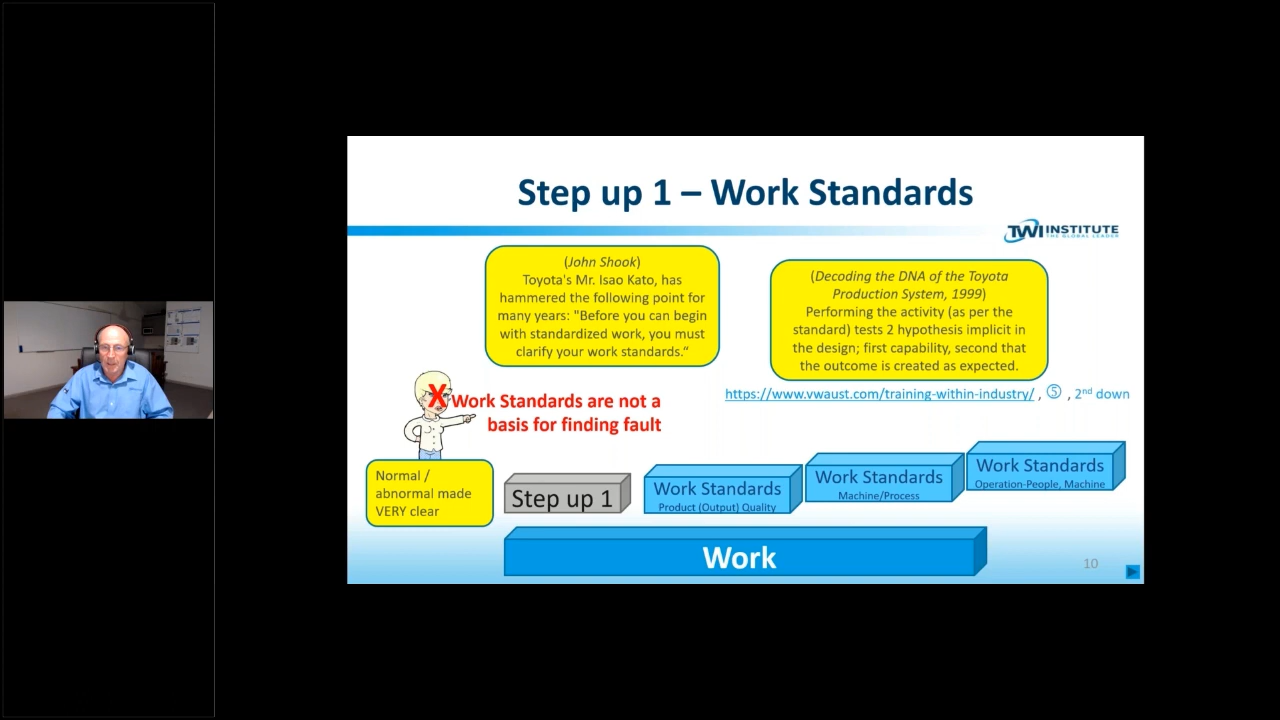 Step up 1 – Work Standards
TWI INSTITUTE
THE GLOBAL LEADER
(John Shook)
Toyota's Mr. Isao Kato, has
hammered the following point for
many years: "Before you can begin
with standardized work, you must
clarify your work standards."
(Decoding the DNA of the Toyota
Production System, 1999)
Performing the activity (as per the
standard) tests 2 hypothesis implicit in
the design; first capability, second that
the outcome is created as expected.
https://www.vwaust.com/training-within-industry/ , ⑤ , 2nd down
X
Work Standards are not a
basis for finding fault
Normal /
abnormal made
VERY clear
Step up 1
Work Standards
Product (Output) Quality
Work Standards
Machine/Process
Work Standards
Operation-People, Machine
Work
10